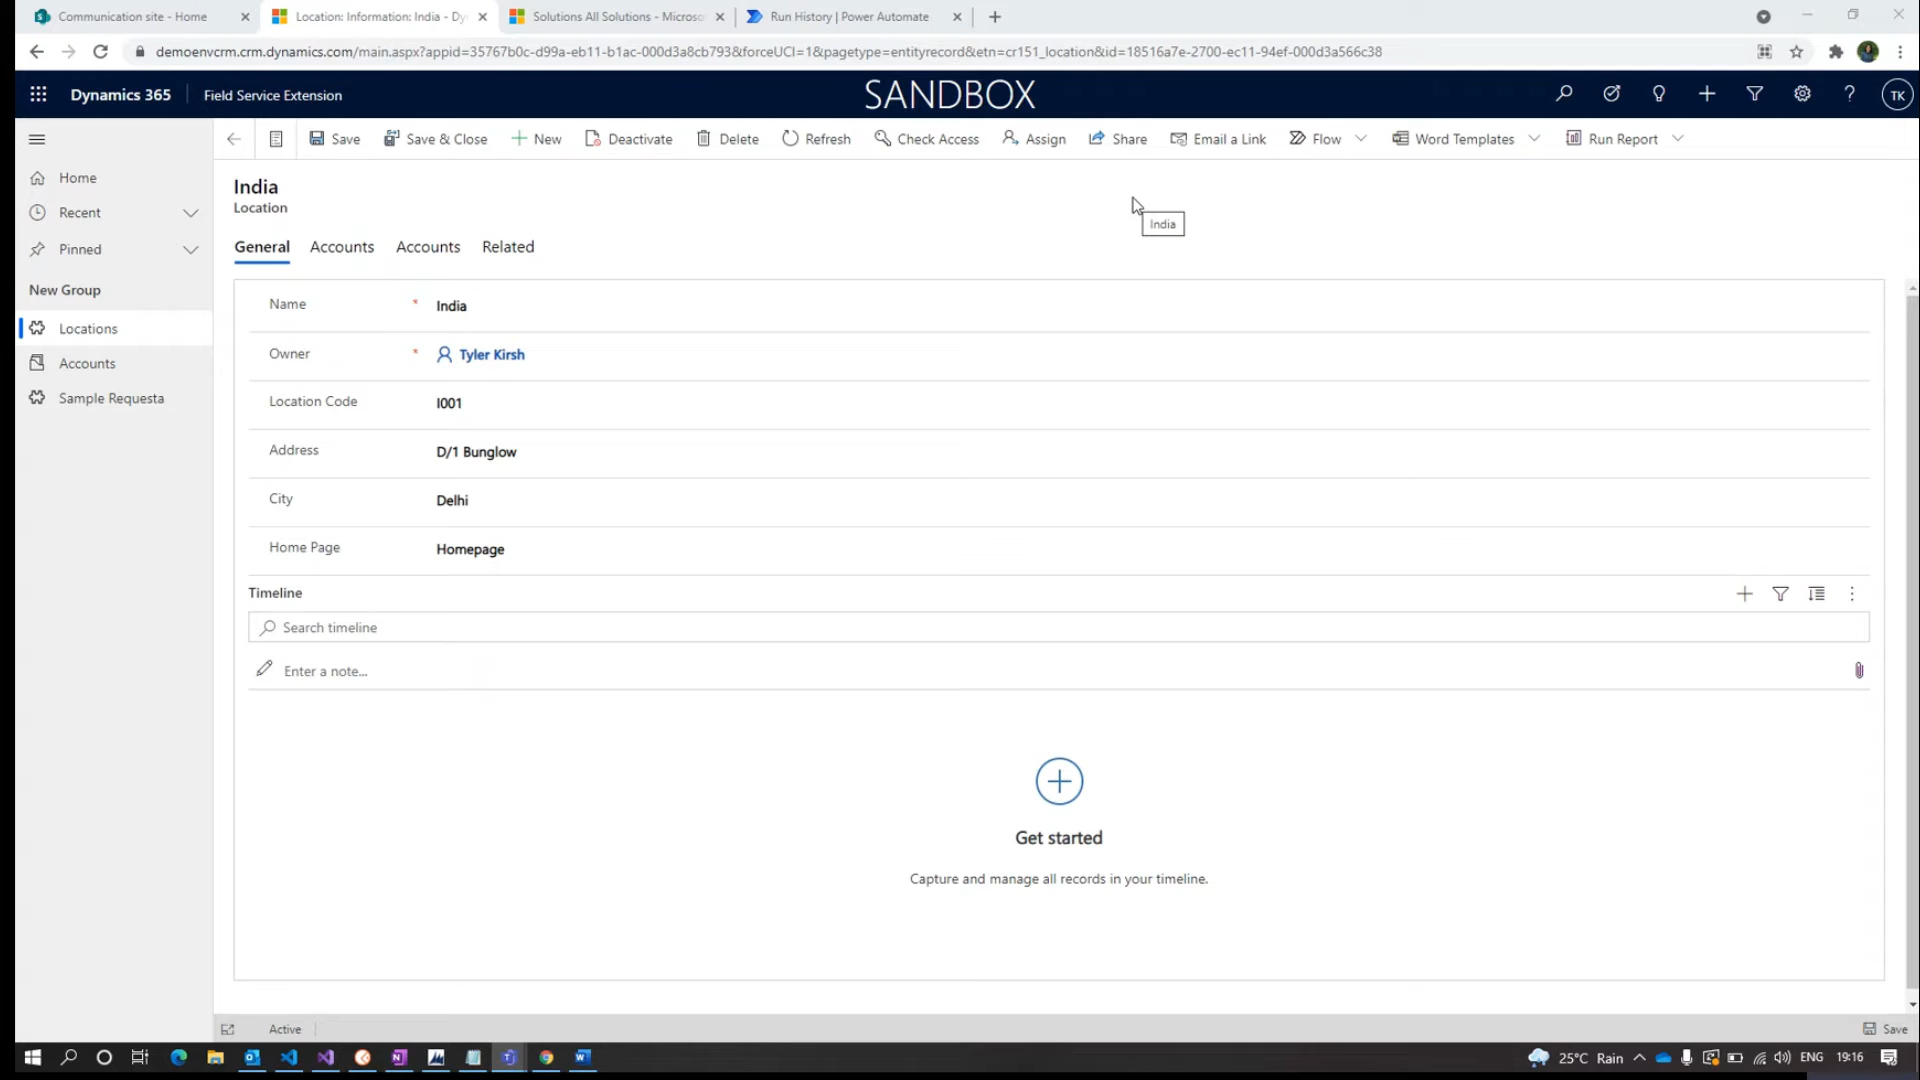 Communication site - Home
Location: Information: India - Dy
Solutions All Solutions - Microso
Run History | Power Automate
demoenvcrm.crm.dynamics.com/main.aspx?appid=35767b0c-d99a-eb11-b1ac-000d3a8cb793&forceUCI=1&pagetype=entityrecord&etn=cr151_location&id=18516a7e-2700-ec11-94ef-000d3a566c38
Dynamics 365
Field Service Extension
SANDBOX
TK
Save
Save & Close
New
Deactivate
Delete
Refresh
Check Access
Assign
Share
Email a Link
Flow
Word Templates
Run Report
Home
Recent
Pinned
New Group
Locations
Accounts
Sample Requesta
India
Location
India
General
Accounts
Accounts
Related
Name * India
Owner * Tyler Kirsh
Location Code I001
Address D/1 Bunglow
City Delhi
Home Page Homepage
Timeline
Search timeline
Enter a note...
Get started
Capture and manage all records in your timeline.
Active
Save
25°C Rain
ENG
19:16